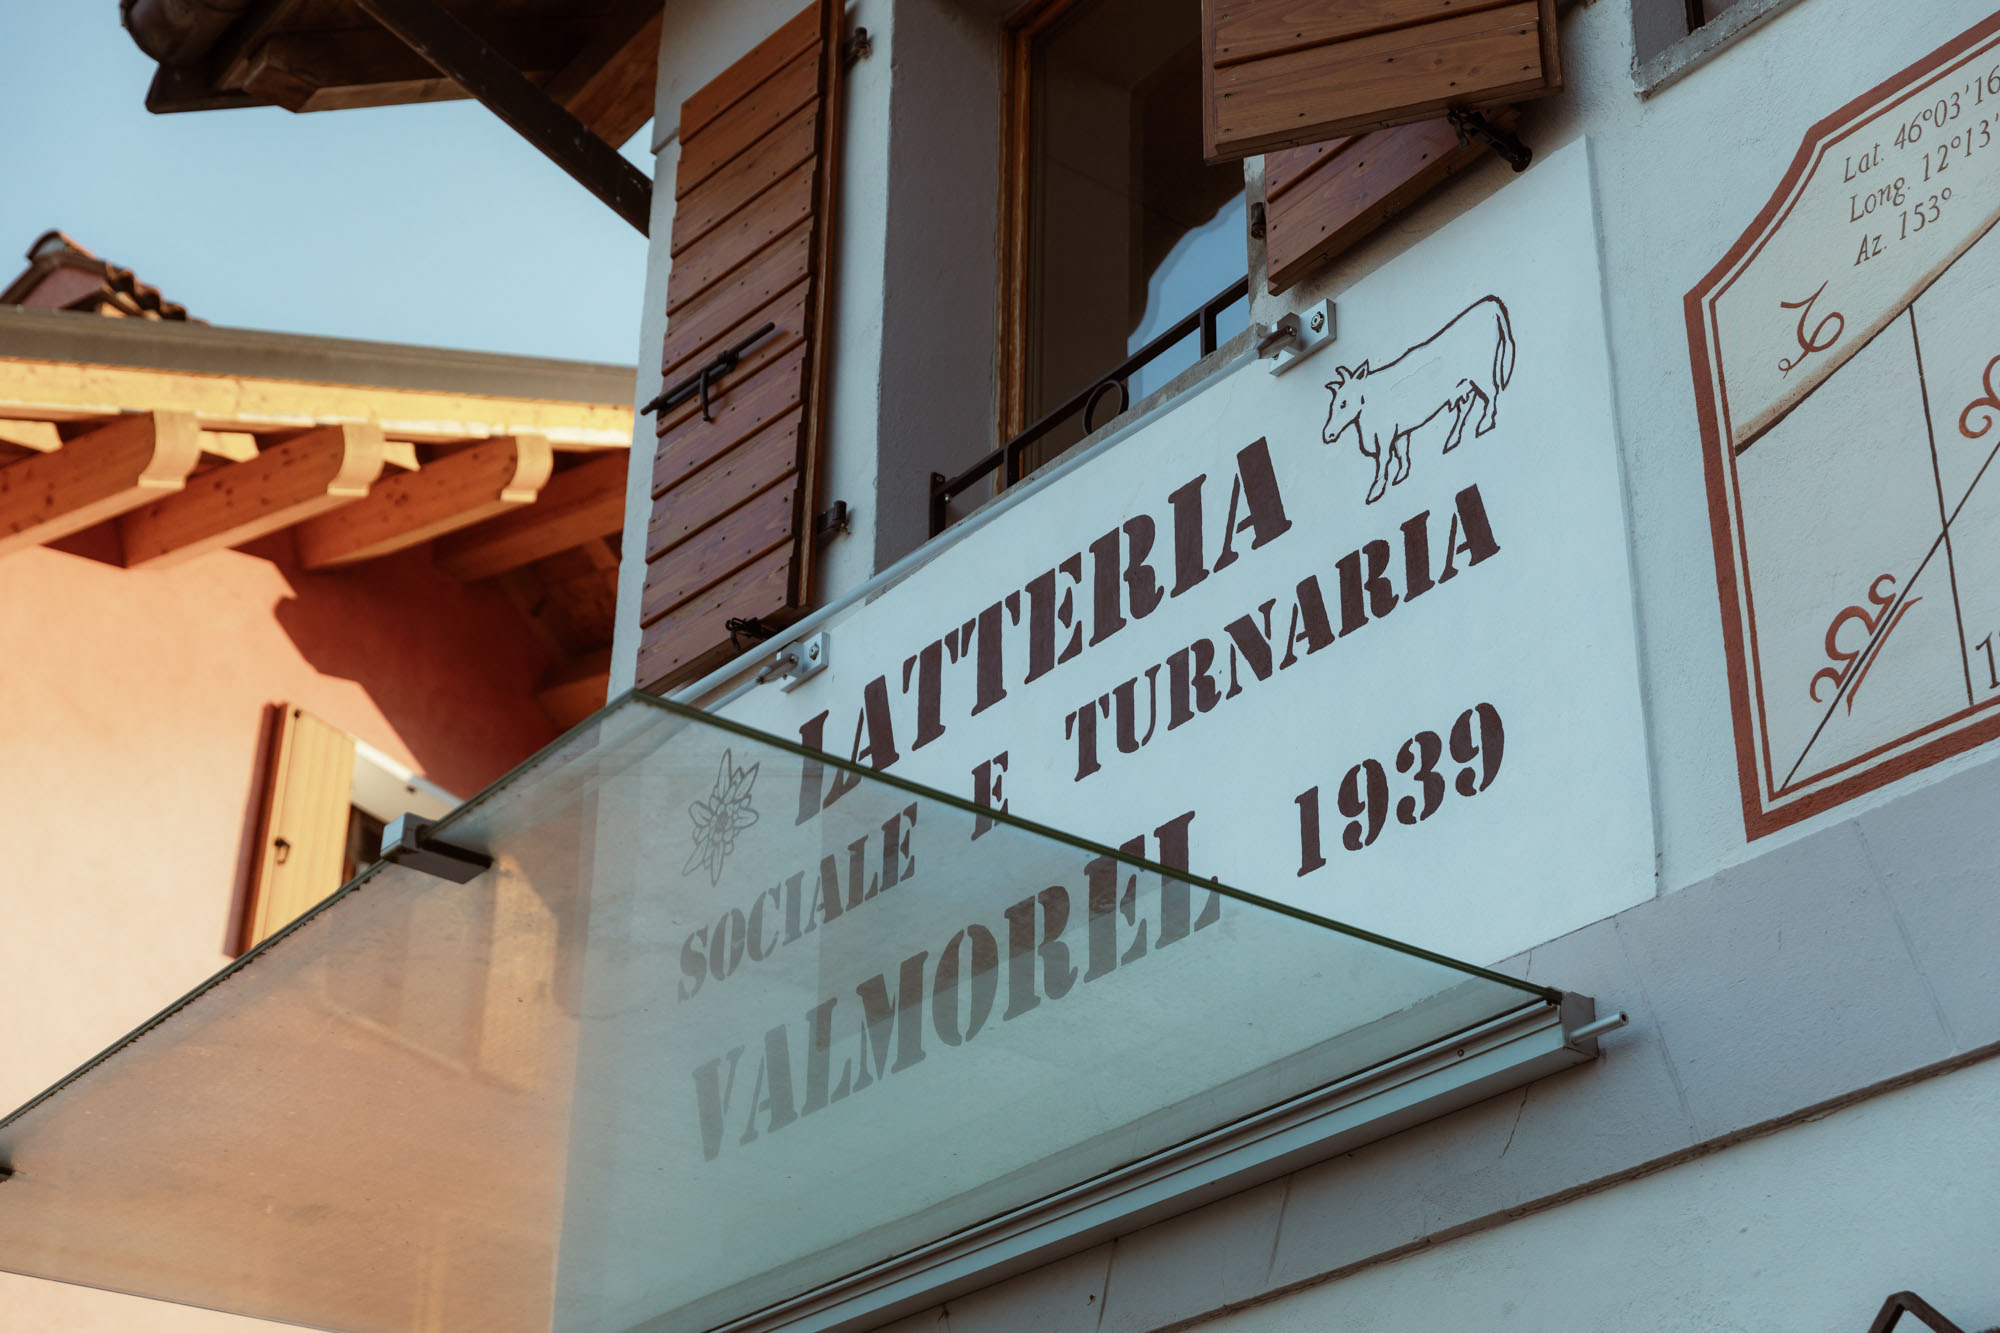 LATTERIA
SOCIALE E TURNARIA
VALMOREL 1939
Lat. 46°03'16
Long. 12°13'
Az. 153°